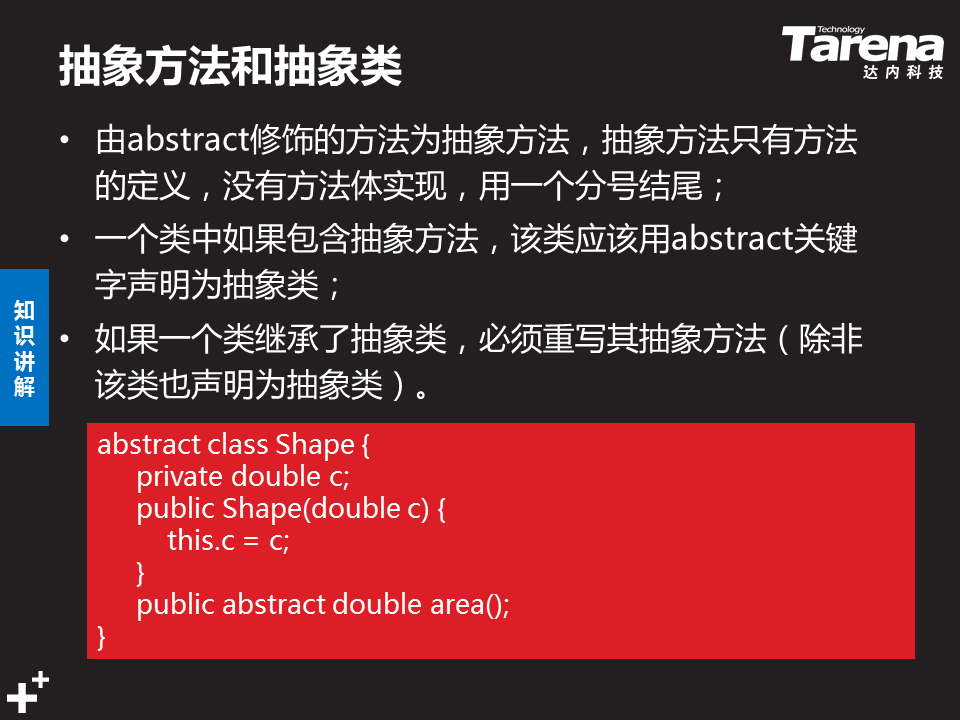 抽象方法和抽象类
Technology
Tarena
达内科技
• 由abstract修饰的方法为抽象方法，抽象方法只有方法
的定义，没有方法体实现，用一个分号结尾；
• 一个类中如果包含抽象方法，该类应该用abstract关键
字声明为抽象类；
• 如果一个类继承了抽象类，必须重写其抽象方法（除非
该类也声明为抽象类）。
知
识
讲
解
abstract class Shape {
private double c;
public Shape(double c) {
this.c = c;
}
public abstract double area();
}